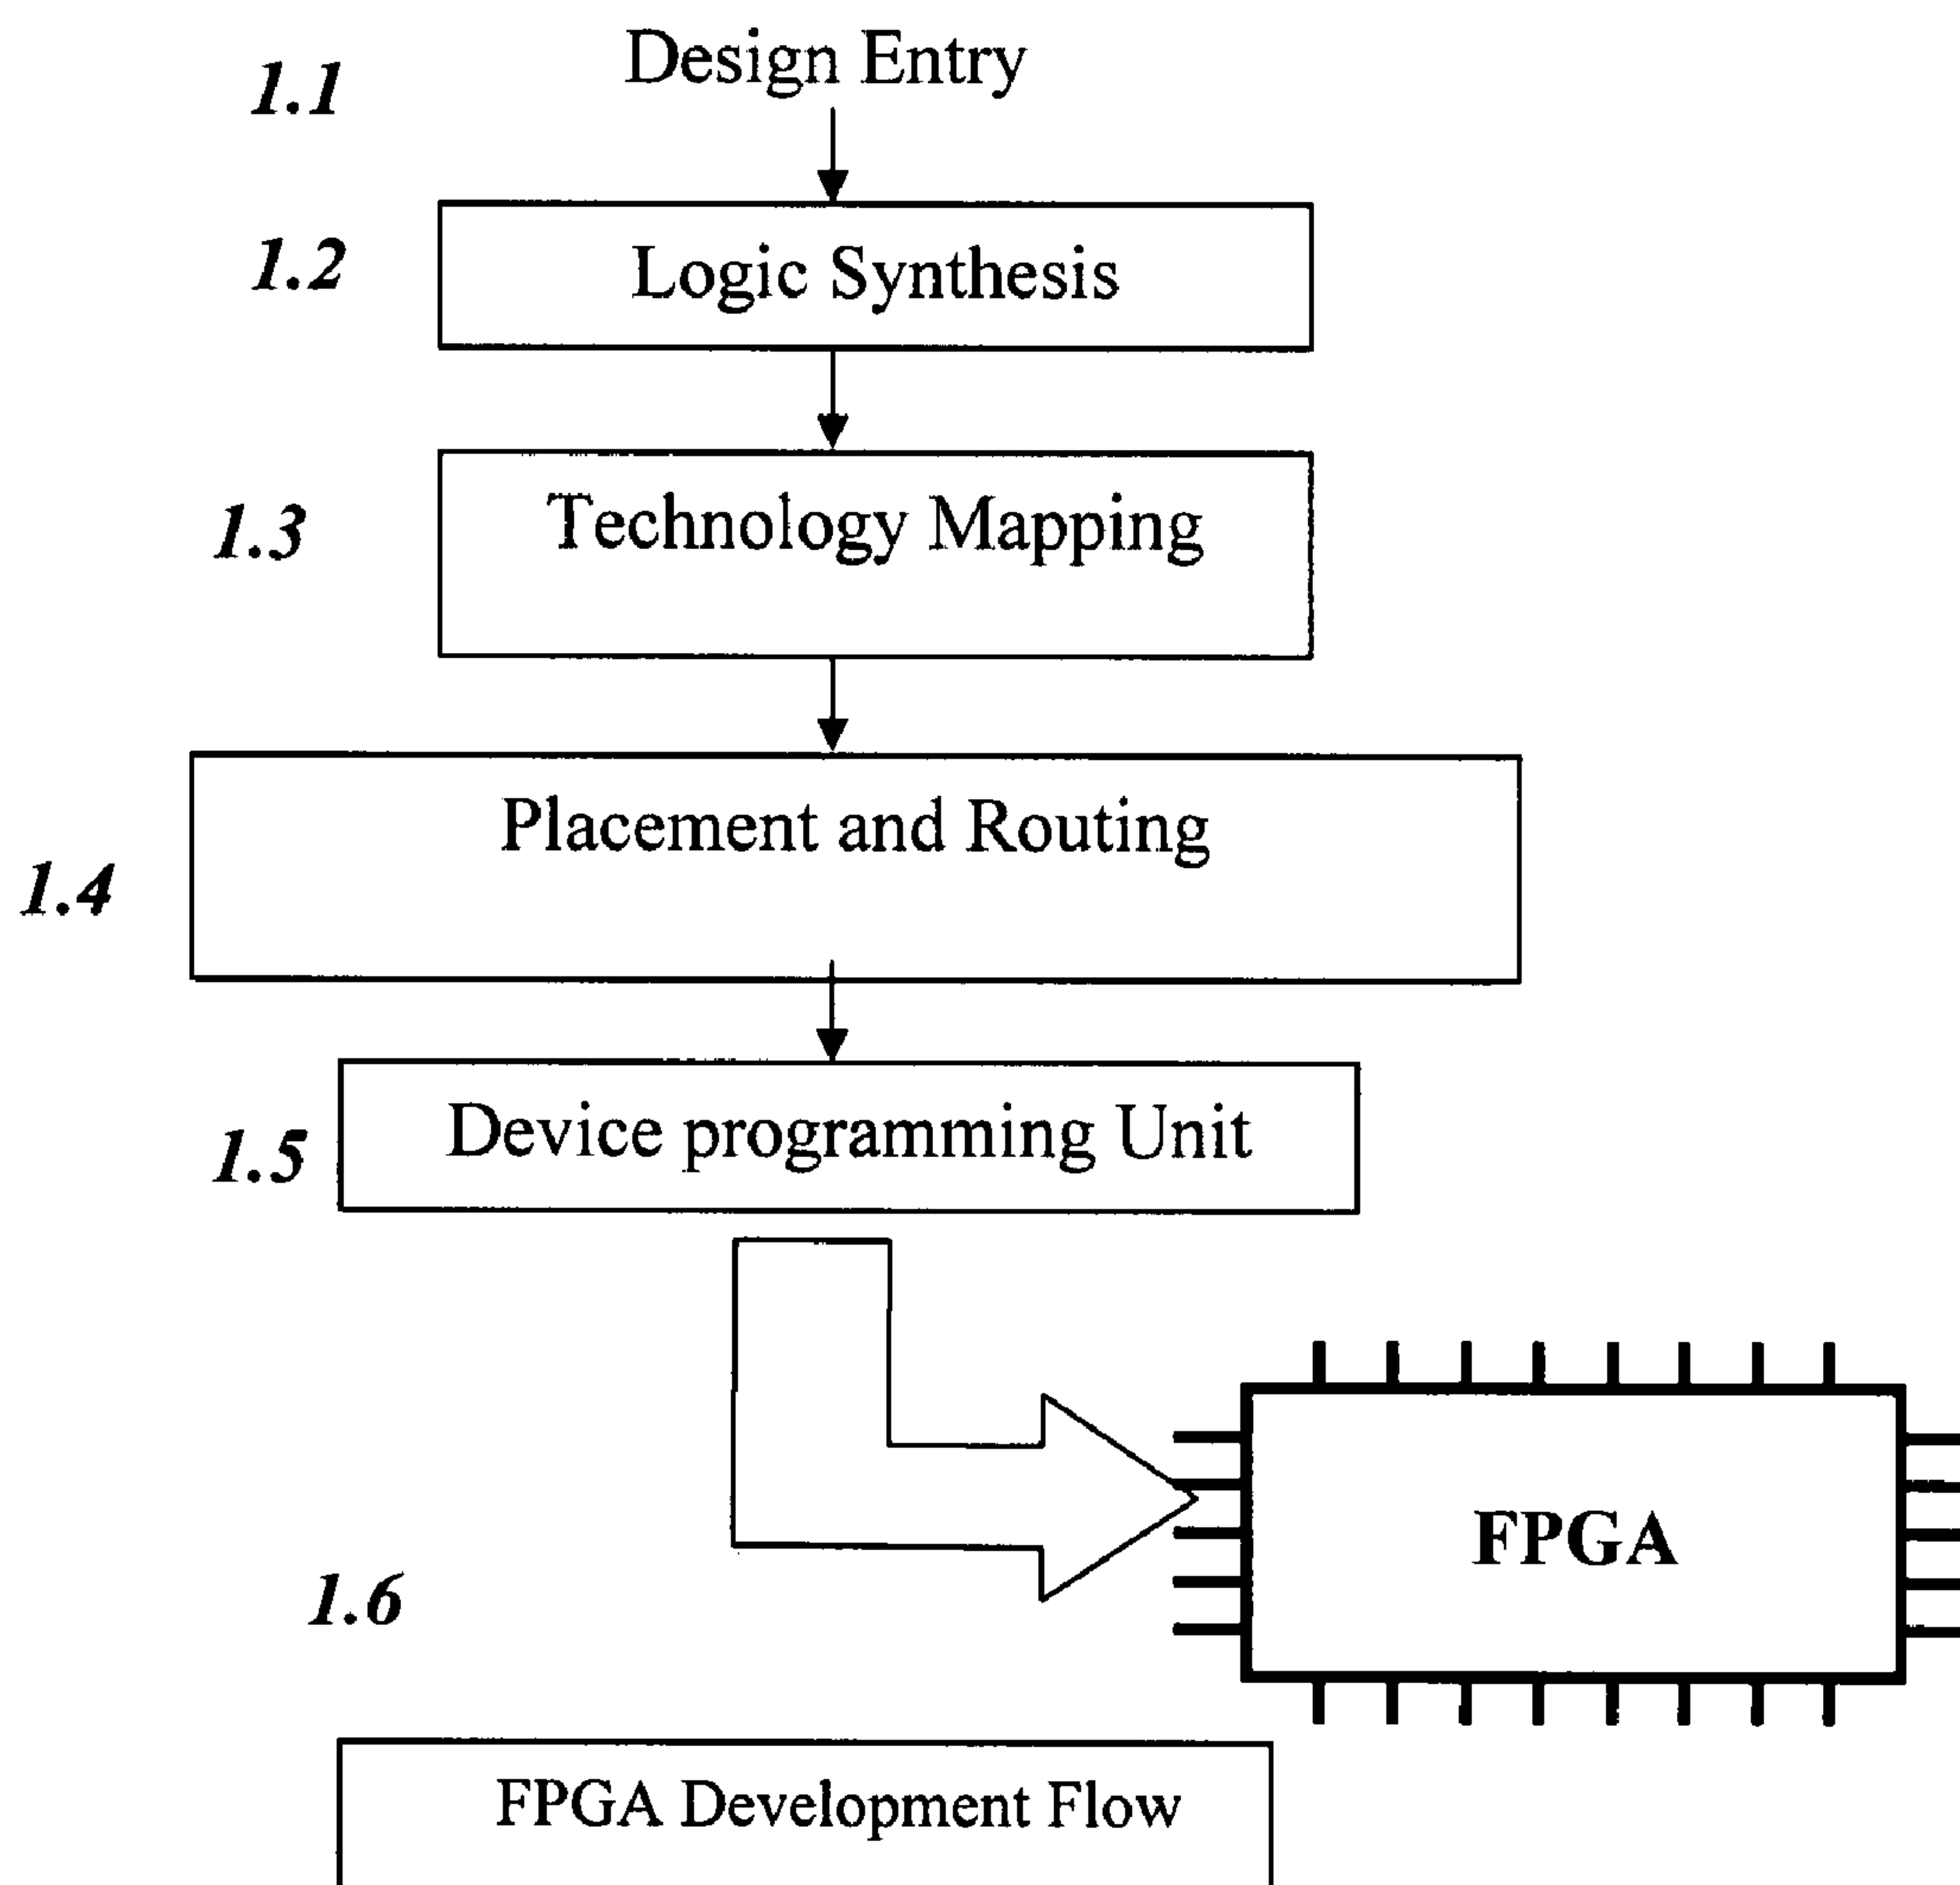 1.1 Design Entry
1.2 Logic Synthesis
1.3 Technology Mapping
Placement and Routing
1.4
1.5 Device programming Unit
FPGA
1.6
FPGA Development Flow